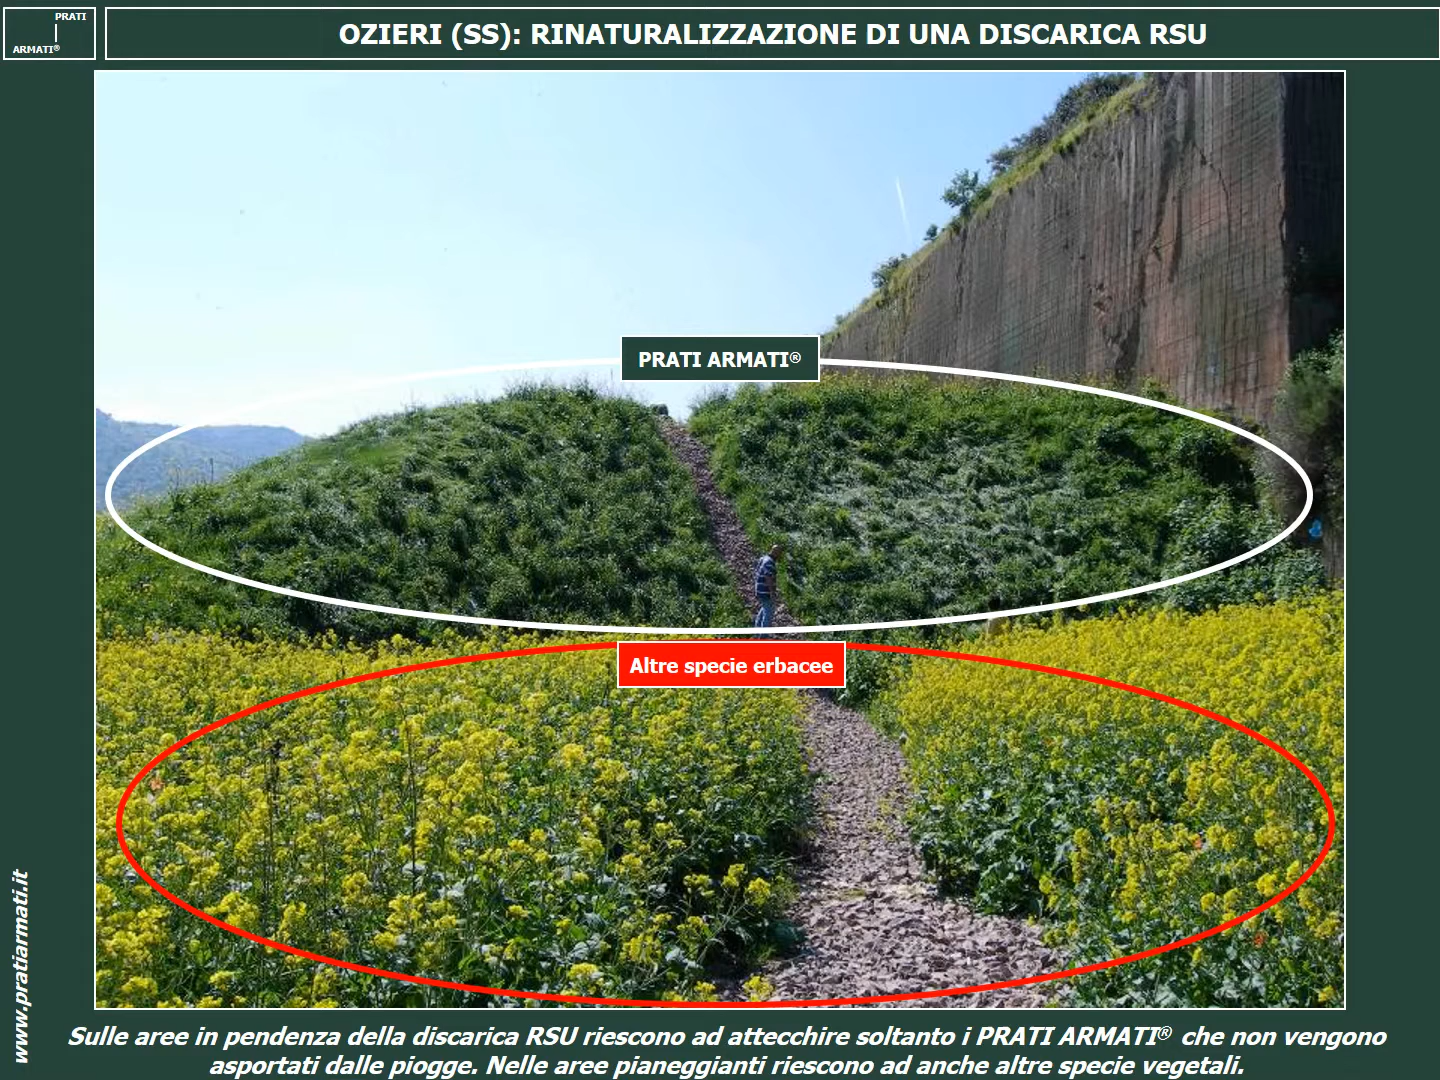 PRATI
ARMATI®
OZIERI (SS): RINATURALIZZAZIONE DI UNA DISCARICA RSU
PRATI ARMATI®
Altre specie erbacee
www.pratiarmati.it
Sulle aree in pendenza della discarica RSU riescono ad attecchire soltanto i PRATI ARMATI® che non vengono
asportati dalle piogge. Nelle aree pianeggianti riescono ad anche altre specie vegetali.